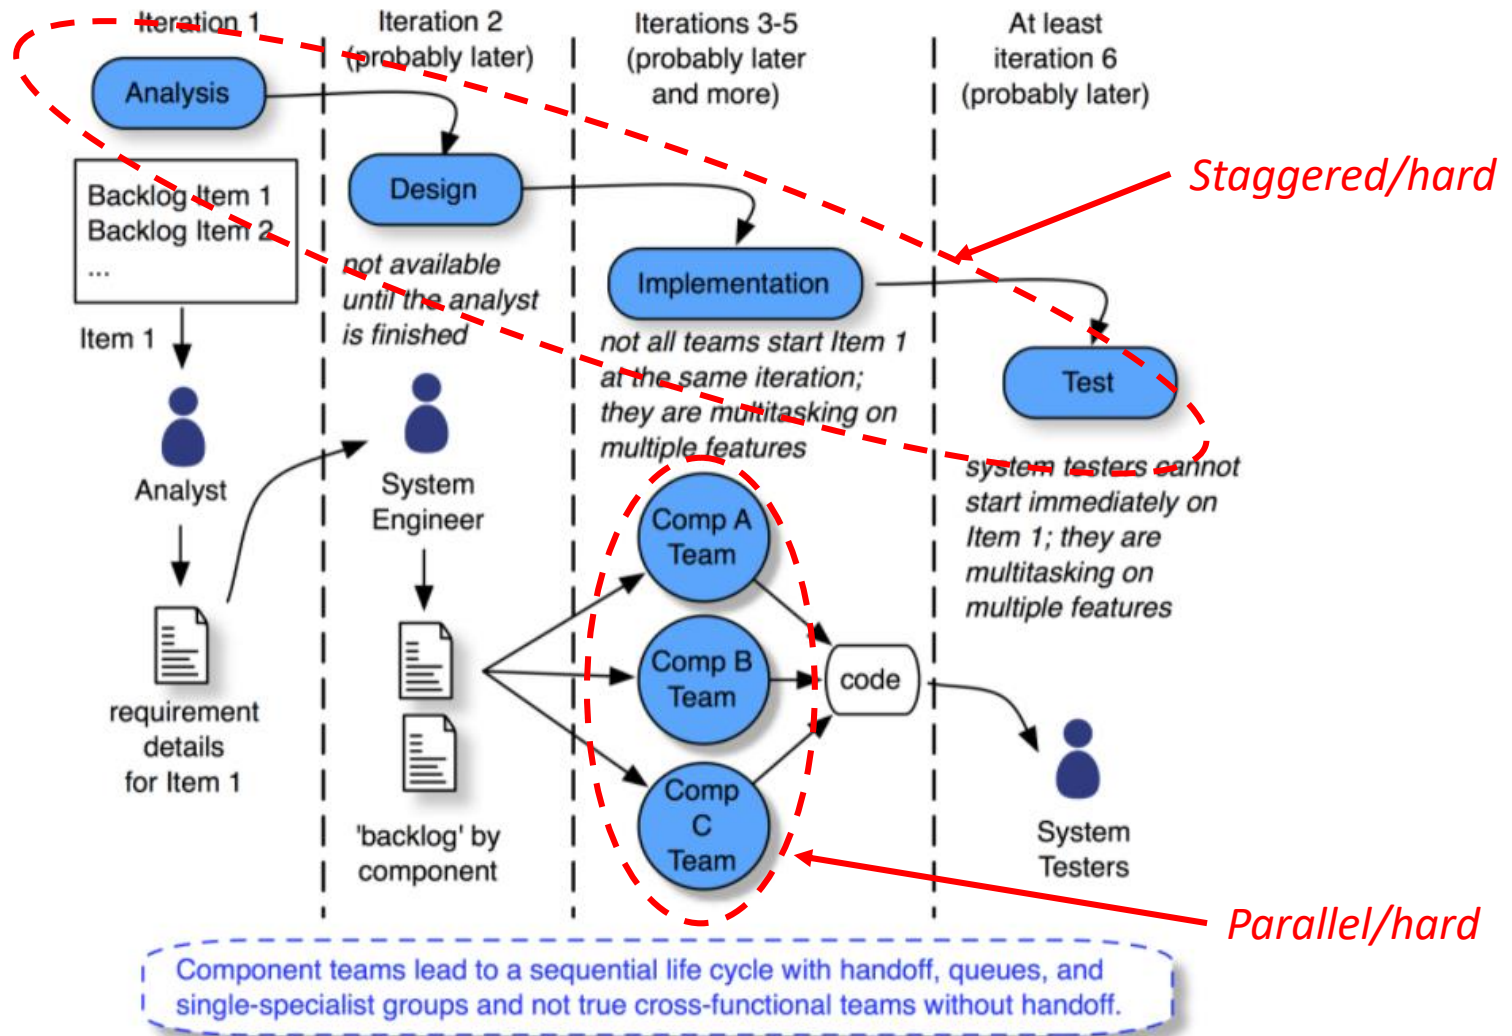 Iteration 1
Analysis
Backlog Item 1
Backlog Item 2
...
Item 1
Analyst
requirement
details
for Item 1
Iteration 2
(probably later)
Design
not available
until the analyst
is finished
System
Engineer
'backlog' by
component
Iterations 3-5
(probably later
and more)
Implementation
not all teams start Item 1
at the same iteration;
they are multitasking on
multiple features
Comp A
Team
Comp B
Team
Comp
C
Team
code
At least
iteration 6
(probably later)
Test
system testers cannot
start immediately on
Item 1; they are
multitasking on
multiple features
System
Testers
Staggered/hard
Parallel/hard
Component teams lead to a sequential life cycle with handoff, queues, and
single-specialist groups and not true cross-functional teams without handoff.